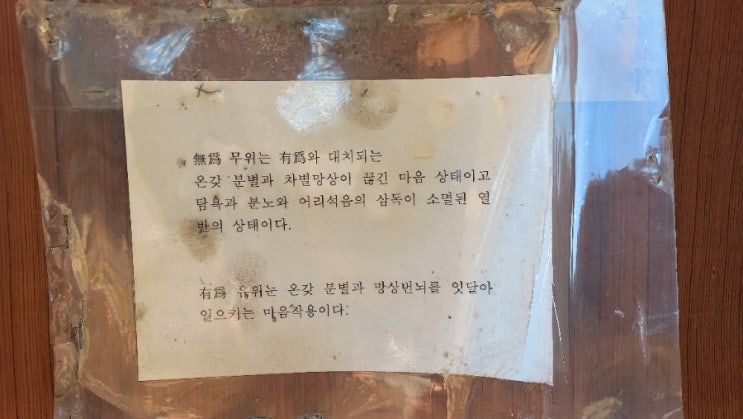 無爲 무위는 有爲와 대치되는
온갖 분별과 차별망상이 끊긴 마음 상태이고
탐욕과 분노와 어리석음의 삼독이 소멸된 열
반의 상태이다.
有爲 유위는 온갖 분별과 망상번뇌를 잇달아
일으키는 마음작용이다.